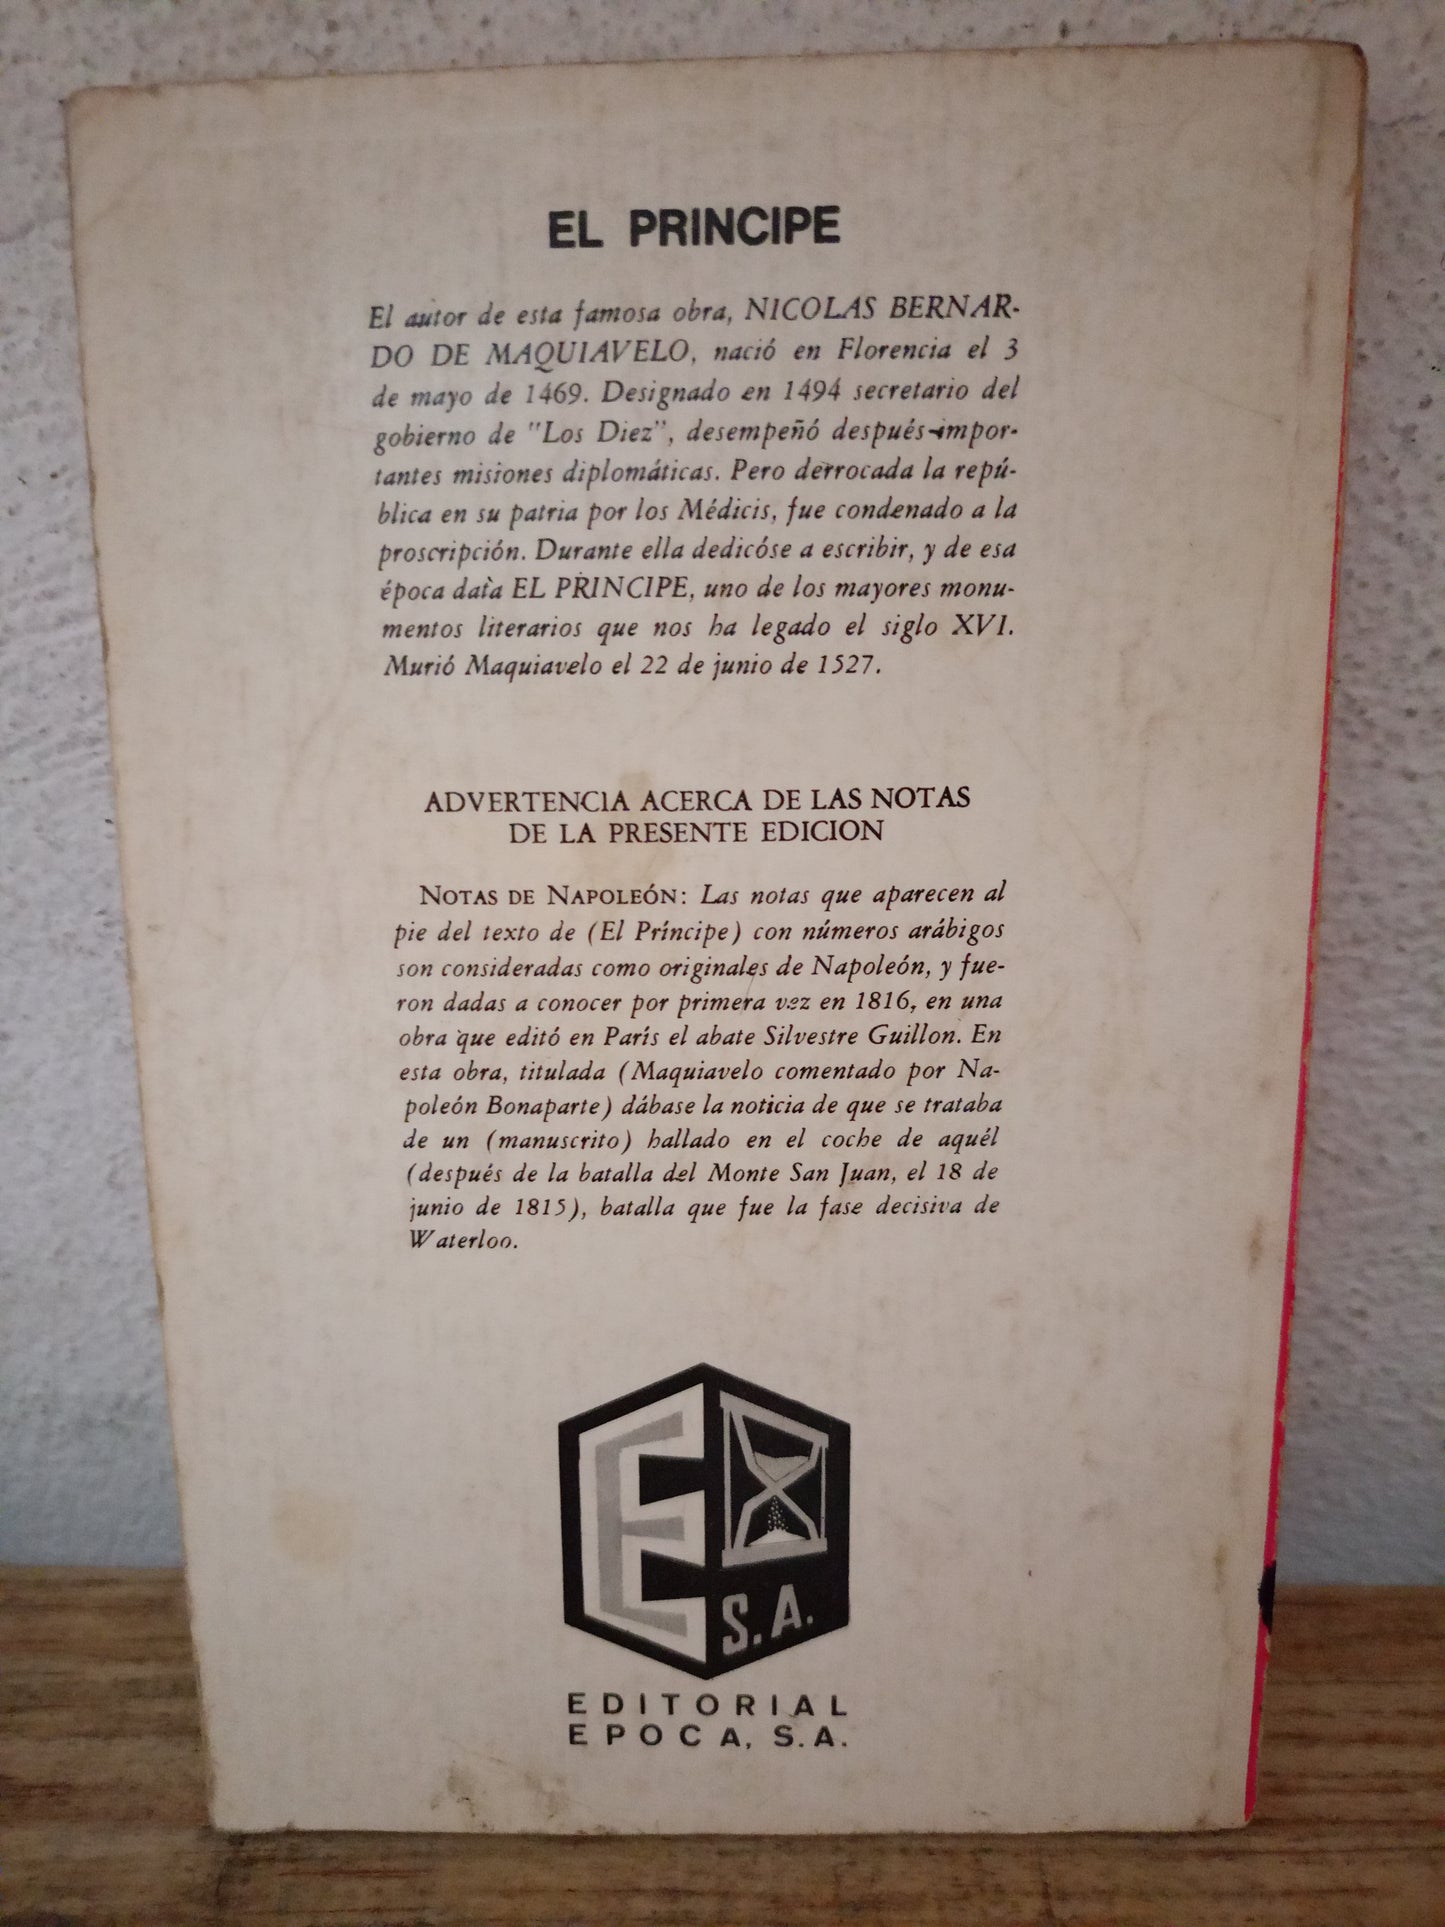 EL PRINCIPE
El autor de esta famosa obra, NICOLAS BERNAR-
DO DE MAQUIAVELO, nació en Florencia el 3
de mayo de 1469. Designado en 1494 secretario del
gobierno de "Los Diez", desempeñó después impor-
tantes misiones diplomáticas. Pero derrocada la repú-
blica en su patria por los Médicis, fue condenado a la
proscripción. Durante ella dedicóse a escribir, y de esa
época data EL PRINCIPE, uno de los mayores monu-
mentos literarios que nos ha legado el siglo XVI.
Murió Maquiavelo el 22 de junio de 1527.
ADVERTENCIA ACERCA DE LAS NOTAS
DE LA PRESENTE EDICION
NOTAS DE NAPOLEÓN: Las notas que aparecen al
pie del texto de (El Príncipe) con números arábigos
son consideradas como originales de Napoleón, y fue-
ron dadas a conocer por primera vez en 1816, en una
obra que editó en París el abate Silvestre Guillon. En
esta obra, titulada (Maquiavelo comentado por Na-
poleón Bonaparte) dábase la noticia de que se trataba
de un (manuscrito) hallado en el coche de aquél
(después de la batalla del Monte San Juan, el 18 de
junio de 1815), batalla que fue la fase decisiva de
Waterloo.
E
S.A.
EDITORIAL
EPOCA, S.A.